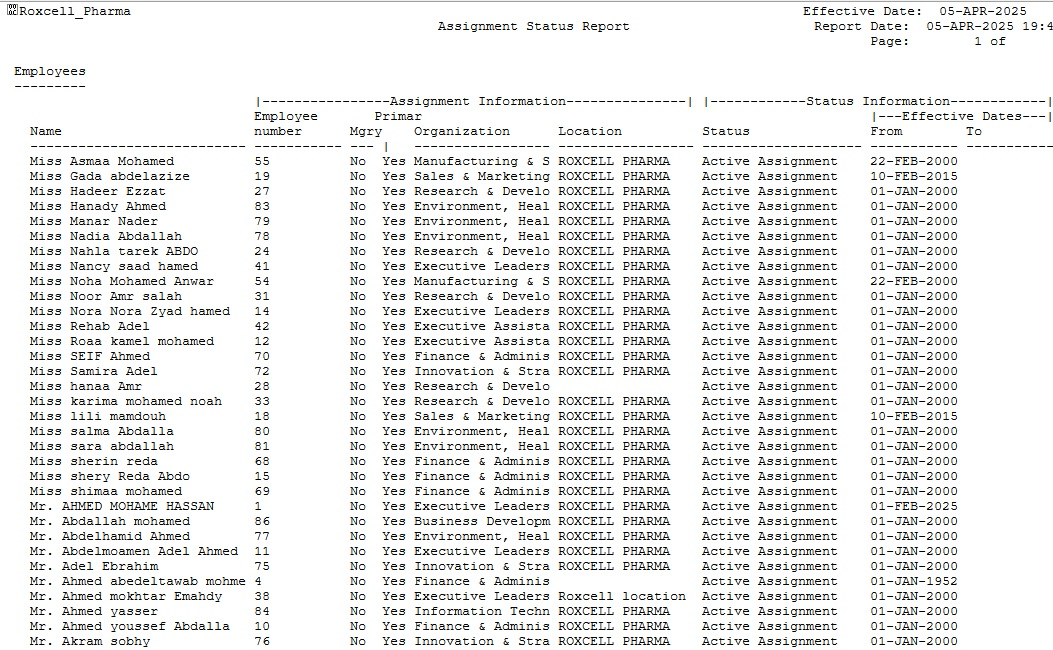 Roxcell_Pharma Effective Date: 05-APR-2025
Assignment Status Report Report Date: 05-APR-2025 19:4
Page: 1 of
Employees
---------
|----------------Assignment Information---------------| |------------Status Information------------|
Employee Primar |---Effective Dates---|
Name number Mgry Organization Location Status From To
--------------------------- ----------- --- | ----------------- ----------------- -------------------- ----------- -----------
Miss Asmaa Mohamed 55 No Yes Manufacturing & S ROXCELL PHARMA Active Assignment 22-FEB-2000
Miss Gada abdelazize 19 No Yes Sales & Marketing ROXCELL PHARMA Active Assignment 10-FEB-2015
Miss Hadeer Ezzat 27 No Yes Research & Develo ROXCELL PHARMA Active Assignment 01-JAN-2000
Miss Hanady Ahmed 83 No Yes Environment, Heal ROXCELL PHARMA Active Assignment 01-JAN-2000
Miss Manar Nader 79 No Yes Environment, Heal ROXCELL PHARMA Active Assignment 01-JAN-2000
Miss Nadia Abdallah 78 No Yes Environment, Heal ROXCELL PHARMA Active Assignment 01-JAN-2000
Miss Nahla tarek ABDO 24 No Yes Research & Develo ROXCELL PHARMA Active Assignment 01-JAN-2000
Miss Nancy saad hamed 41 No Yes Executive Leaders ROXCELL PHARMA Active Assignment 01-JAN-2000
Miss Noha Mohamed Anwar 54 No Yes Manufacturing & S ROXCELL PHARMA Active Assignment 22-FEB-2000
Miss Noor Amr salah 31 No Yes Research & Develo ROXCELL PHARMA Active Assignment 01-JAN-2000
Miss Nora Nora Zyad hamed 14 No Yes Executive Leaders ROXCELL PHARMA Active Assignment 01-JAN-2000
Miss Rehab Adel 42 No Yes Executive Assista ROXCELL PHARMA Active Assignment 01-JAN-2000
Miss Roaa kamel mohamed 12 No Yes Executive Assista ROXCELL PHARMA Active Assignment 01-JAN-2000
Miss SEIF Ahmed 70 No Yes Finance & Adminis ROXCELL PHARMA Active Assignment 01-JAN-2000
Miss Samira Adel 72 No Yes Innovation & Stra ROXCELL PHARMA Active Assignment 01-JAN-2000
Miss hanaa Amr 28 No Yes Research & Develo Active Assignment 01-JAN-2000
Miss karima mohamed noah 33 No Yes Research & Develo ROXCELL PHARMA Active Assignment 01-JAN-2000
Miss lili mamdouh 18 No Yes Sales & Marketing ROXCELL PHARMA Active Assignment 10-FEB-2015
Miss salma Abdalla 80 No Yes Environment, Heal ROXCELL PHARMA Active Assignment 01-JAN-2000
Miss sara abdallah 81 No Yes Environment, Heal ROXCELL PHARMA Active Assignment 01-JAN-2000
Miss sherin reda 68 No Yes Finance & Adminis ROXCELL PHARMA Active Assignment 01-JAN-2000
Miss shery Reda Abdo 15 No Yes Finance & Adminis ROXCELL PHARMA Active Assignment 01-JAN-2000
Miss shimaa mohamed 69 No Yes Finance & Adminis ROXCELL PHARMA Active Assignment 01-JAN-2000
Mr. AHMED MOHAME HASSAN 1 No Yes Executive Leaders ROXCELL PHARMA Active Assignment 01-FEB-2025
Mr. Abdallah mohamed 86 No Yes Business Developm ROXCELL PHARMA Active Assignment 01-JAN-2000
Mr. Abdelhamid Ahmed 77 No Yes Environment, Heal ROXCELL PHARMA Active Assignment 01-JAN-2000
Mr. Abdelmoamen Adel Ahmed 11 No Yes Executive Leaders ROXCELL PHARMA Active Assignment 01-JAN-2000
Mr. Adel Ebrahim 75 No Yes Innovation & Stra ROXCELL PHARMA Active Assignment 01-JAN-2000
Mr. Ahmed abedeltawab mohme 4 No Yes Finance & Adminis Active Assignment 01-JAN-1952
Mr. Ahmed mokhtar Emahdy 38 No Yes Executive Leaders Roxcell location Active Assignment 01-JAN-2000
Mr. Ahmed yasser 84 No Yes Information Techn ROXCELL PHARMA Active Assignment 01-JAN-2000
Mr. Ahmed youssef Abdalla 10 No Yes Finance & Adminis ROXCELL PHARMA Active Assignment 01-JAN-2000
Mr. Akram sobhy 76 No Yes Innovation & Stra ROXCELL PHARMA Active Assignment 01-JAN-2000